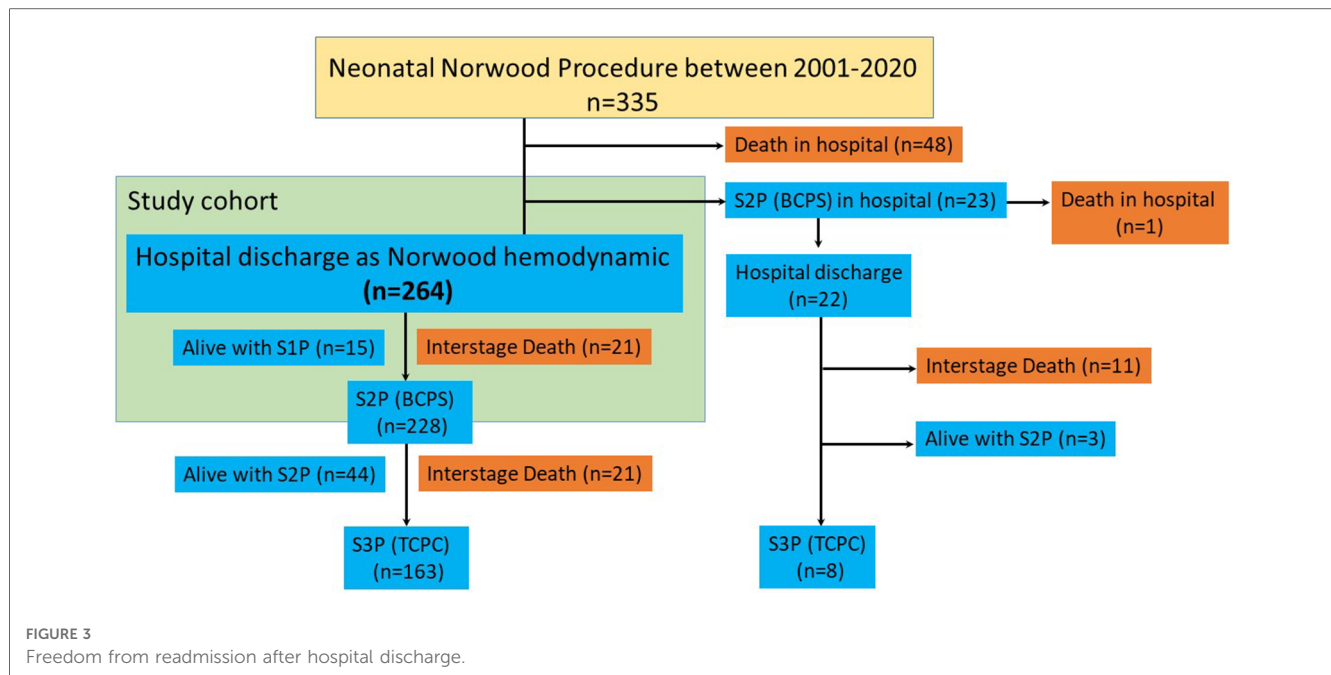 Neonatal Norwood Procedure between 2001-2020
n=335
Death in hospital (n=48)
Study cohort
S2P (BCPS) in hospital (n=23)
Death in hospital
(n=1)
Hospital discharge as Norwood hemodynamic
(n=264)
Hospital discharge
(n=22)
Alive with S1P (n=15)
Interstage Death (n=21)
Interstage Death (n=11)
S2P (BCPS)
(n=228)
Alive with S2P (n=3)
Alive with S2P (n=44)
Interstage Death (n=21)
S3P (TCPC)
(n=163)
S3P (TCPC)
(n=8)
FIGURE 3
Freedom from readmission after hospital discharge.